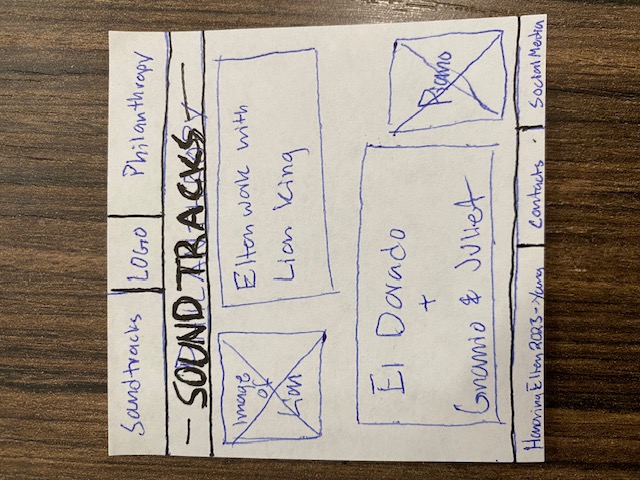 Soundtracks
LOGO
Philanthropy
- SOUNDTRACKS -
Image
of
Lion
Elton work with
Lion King
El Dorado
+
Gnomio & Juliet
Piano
Honoring Elton 2023 - Yang
Contacts
Social Media